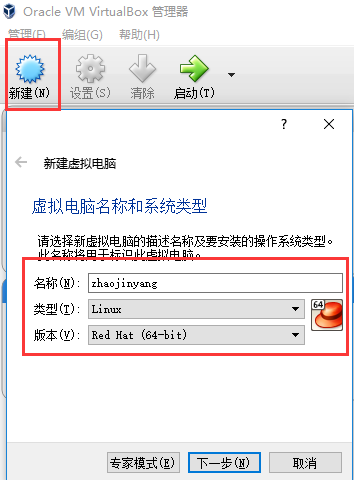 Oracle VM VirtualBox 管理器
管理(F) 编组(G) 帮助(H)
新建(N) 设置(S) 清除 启动(T)
?
新建虚拟电脑
虚拟电脑名称和系统类型
请选择新虚拟电脑的描述名称及要安装的操作系统类型。
此名称将用于标识此虚拟电脑。
名称(N): zhaojinyang
类型(T): Linux
64
版本(V): Red Hat (64-bit)
专家模式(E) 下一步(N) 取消